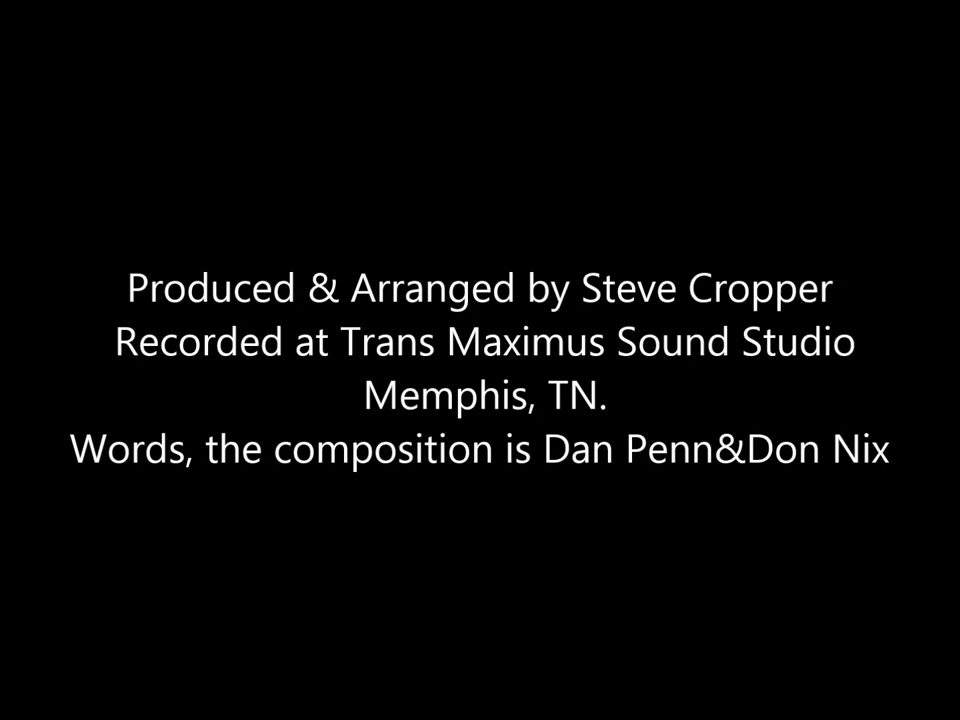 Produced & Arranged by Steve Cropper
Recorded at Trans Maximus Sound Studio
Memphis, TN.
Words, the composition is Dan Penn&Don Nix